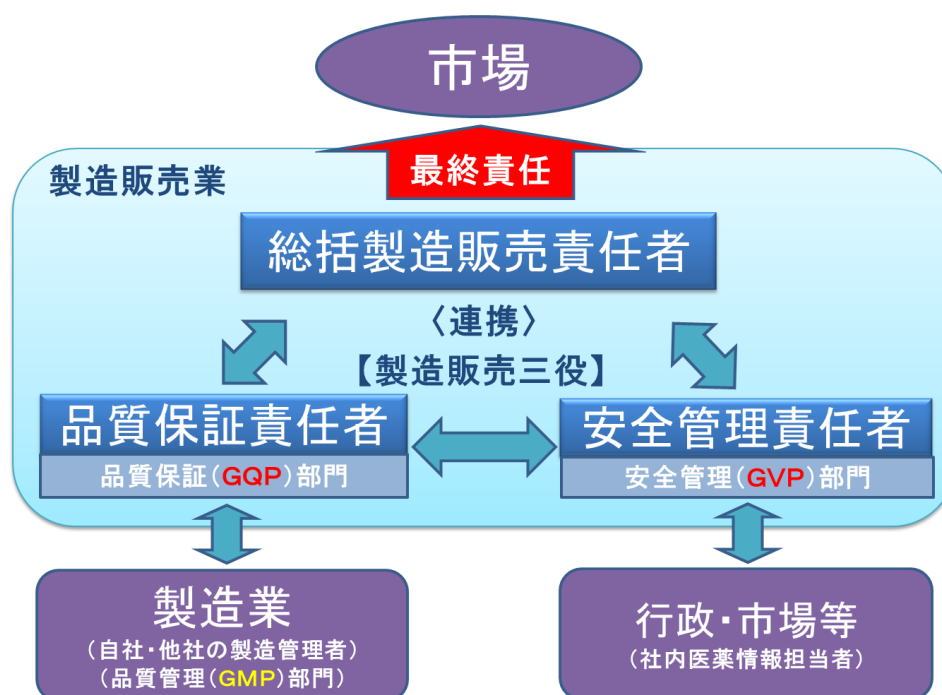 市場
最終責任
製造販売業
総括製造販売責任者
〈連携〉
【製造販売三役】
品質保証責任者
品質保証(GQP)部門
安全管理責任者
安全管理(GVP)部門
製造業
(自社・他社の製造管理者)
(品質管理(GMP)部門)
行政・市場等
(社内医薬情報担当者)